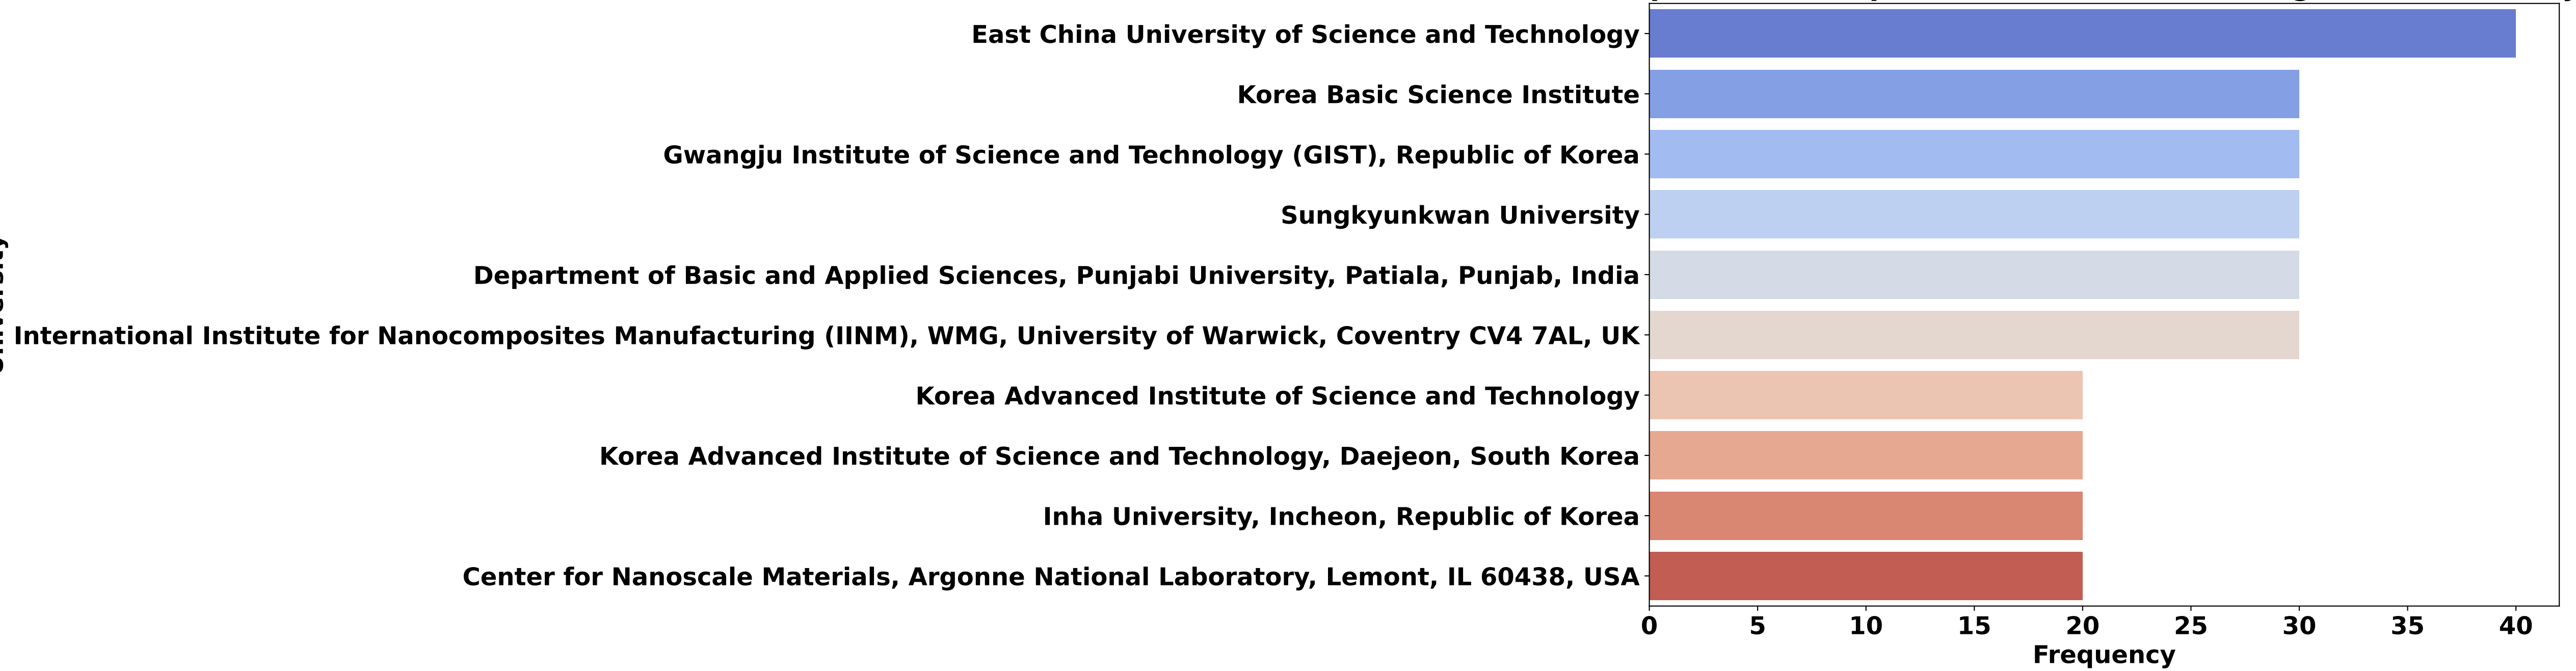 East China University of Science and Technology
Korea Basic Science Institute
Gwangju Institute of Science and Technology (GIST), Republic of Korea
Sungkyunkwan University
Department of Basic and Applied Sciences, Punjabi University, Patiala, Punjab, India
International Institute for Nanocomposites Manufacturing (IINM), WMG, University of Warwick, Coventry CV4 7AL, UK
Korea Advanced Institute of Science and Technology
Korea Advanced Institute of Science and Technology, Daejeon, South Korea
Inha University, Incheon, Republic of Korea
Center for Nanoscale Materials, Argonne National Laboratory, Lemont, IL 60438, USA
0 5 10 15 20 25 30 35 40
Frequency